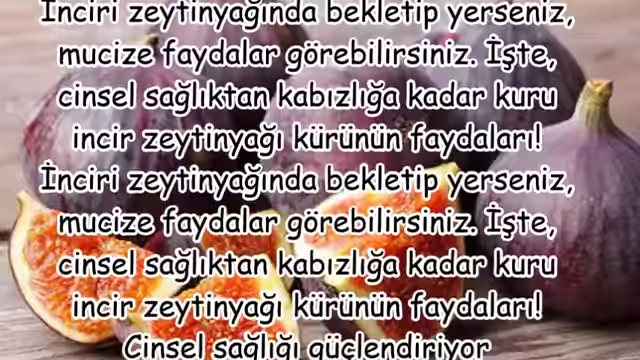 İnciri zeytinyağında bekletip yerseniz,
mucize faydalar görebilirsiniz. İşte,
cinsel sağlıktan kabızlığa kadar kuru
incir zeytinyağı kürünün faydaları!
İnciri zeytinyağında bekletip yerseniz,
mucize faydalar görebilirsiniz. İşte,
cinsel sağlıktan kabızlığa kadar kuru
incir zeytinyağı kürünün faydaları!
Cinsel sağlığı güçlendiriyor